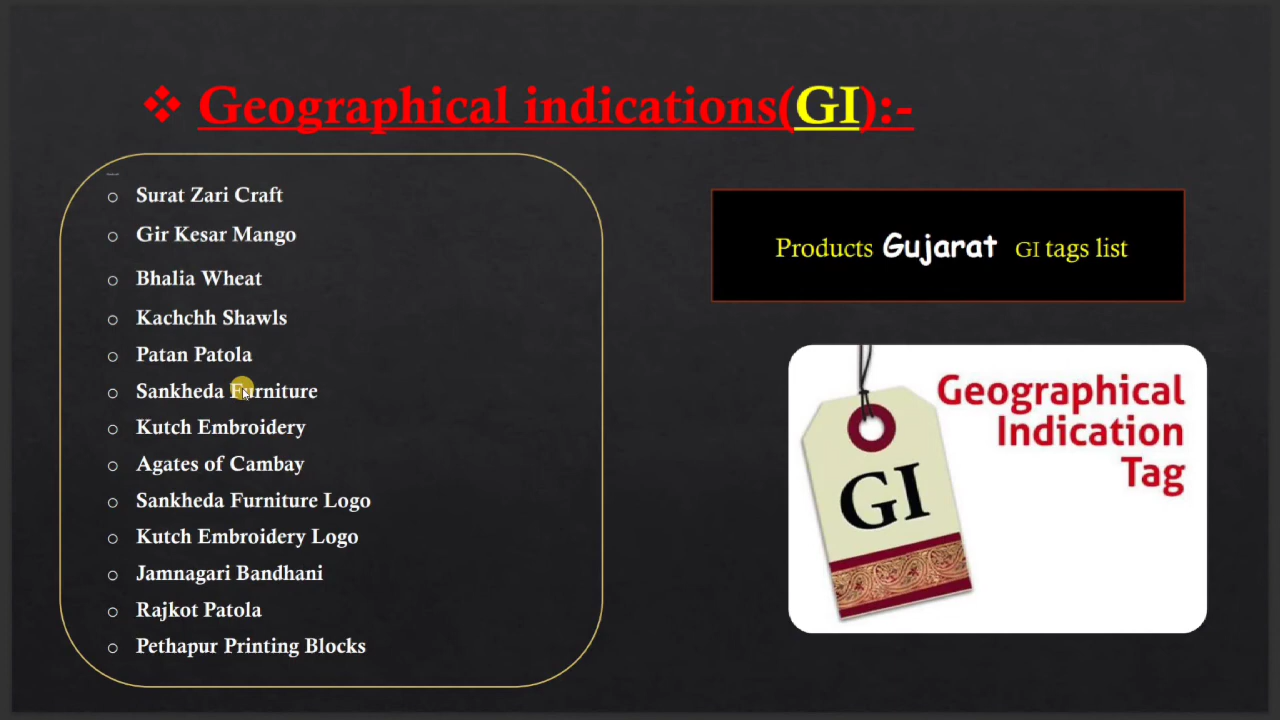 ❖ Geographical indications(GI):-
○ Surat Zari Craft
○ Gir Kesar Mango
○ Bhalia Wheat
○ Kachchh Shawls
○ Patan Patola
○ Sankheda Furniture
○ Kutch Embroidery
○ Agates of Cambay
○ Sankheda Furniture Logo
○ Kutch Embroidery Logo
○ Jamnagari Bandhani
○ Rajkot Patola
○ Pethapur Printing Blocks
Products Gujarat GI tags list
Geographical
Indication
Tag
GI